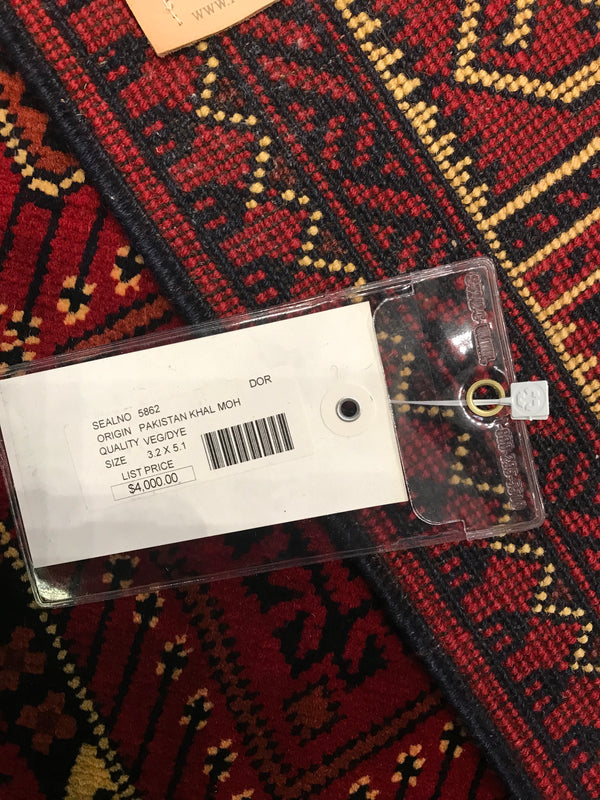 www.
DOR
SEALNO 5862
ORIGIN PAKISTAN KHAL MOH
QUALITY VEG/DYE
SIZE 3.2 X 5.1
LIST PRICE
$4,000.00